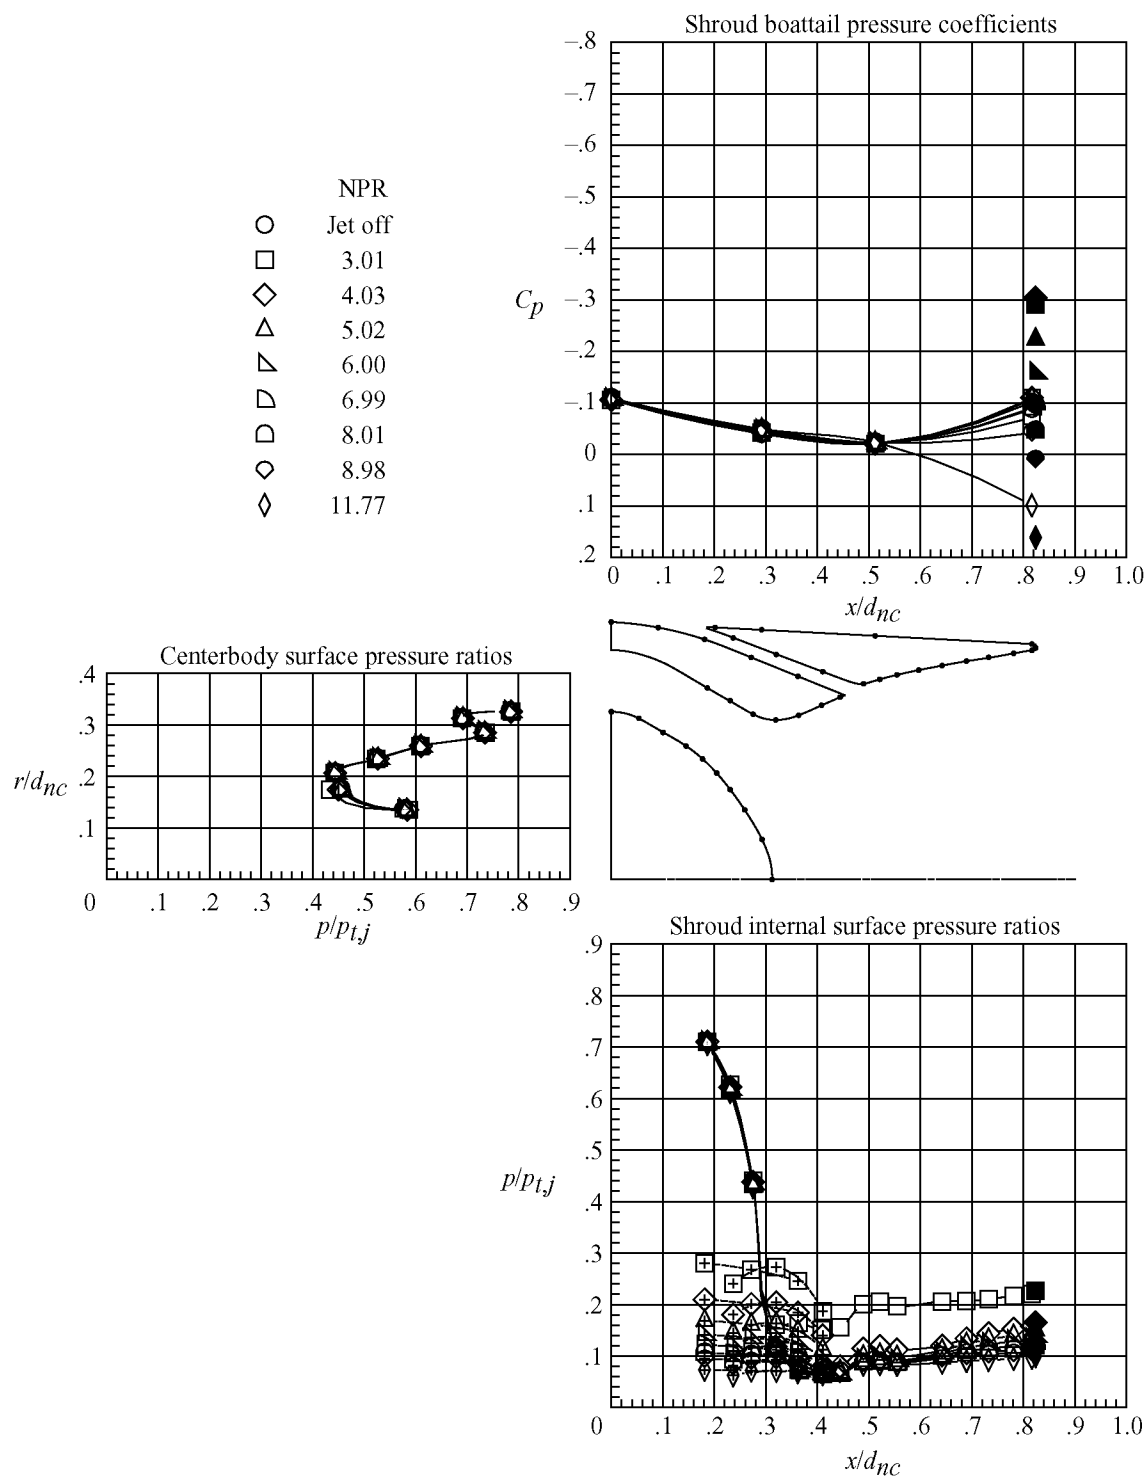 Shroud boattail pressure coefficients
–.8
–.7
–.6
–.5
–.4
–.3
–.2
–.1
0
.1
.2
C_p
0 .1 .2 .3 .4 .5 .6 .7 .8 .9 1.0
x/d_nc
NPR
Jet off
3.01
4.03
5.02
6.00
6.99
8.01
8.98
11.77
Centerbody surface pressure ratios
.4
.3
.2
.1
r/d_nc
0 .1 .2 .3 .4 .5 .6 .7 .8 .9
p/p_t,j
Shroud internal surface pressure ratios
.9
.8
.7
.6
.5
.4
.3
.2
.1
p/p_t,j
0 .1 .2 .3 .4 .5 .6 .7 .8 .9 1.0
x/d_nc